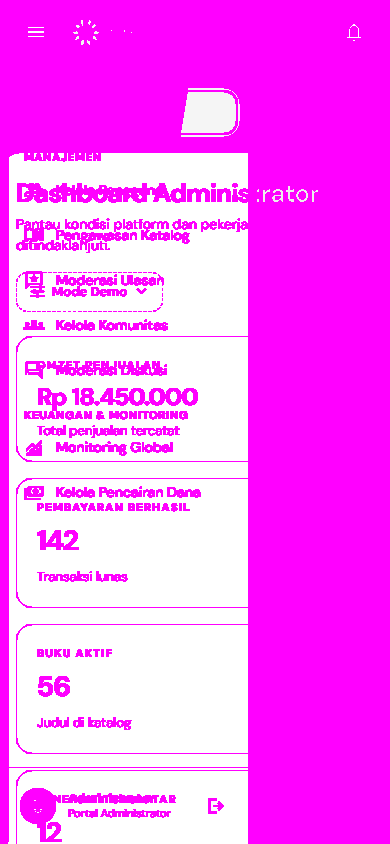 MANAJEMEN
Dashboard Administrator
Pantau kondisi platform dan pekerja
Pengawasan Katalog
ditindaklanjuti.
Moderasi Ulasan
Mode Demo
Kelola Komunitas
OMZET PENJUALAN
Moderasi Diskusi
Rp 18.450.000
KEUANGAN & MONITORING
Total penjualan tercatat
Monitoring Global
Kelola Pencairan Dana
PEMBAYARAN BERHASIL
142
Transaksi lunas
BUKU AKTIF
56
Judul di katalog
Portal Administrator
12